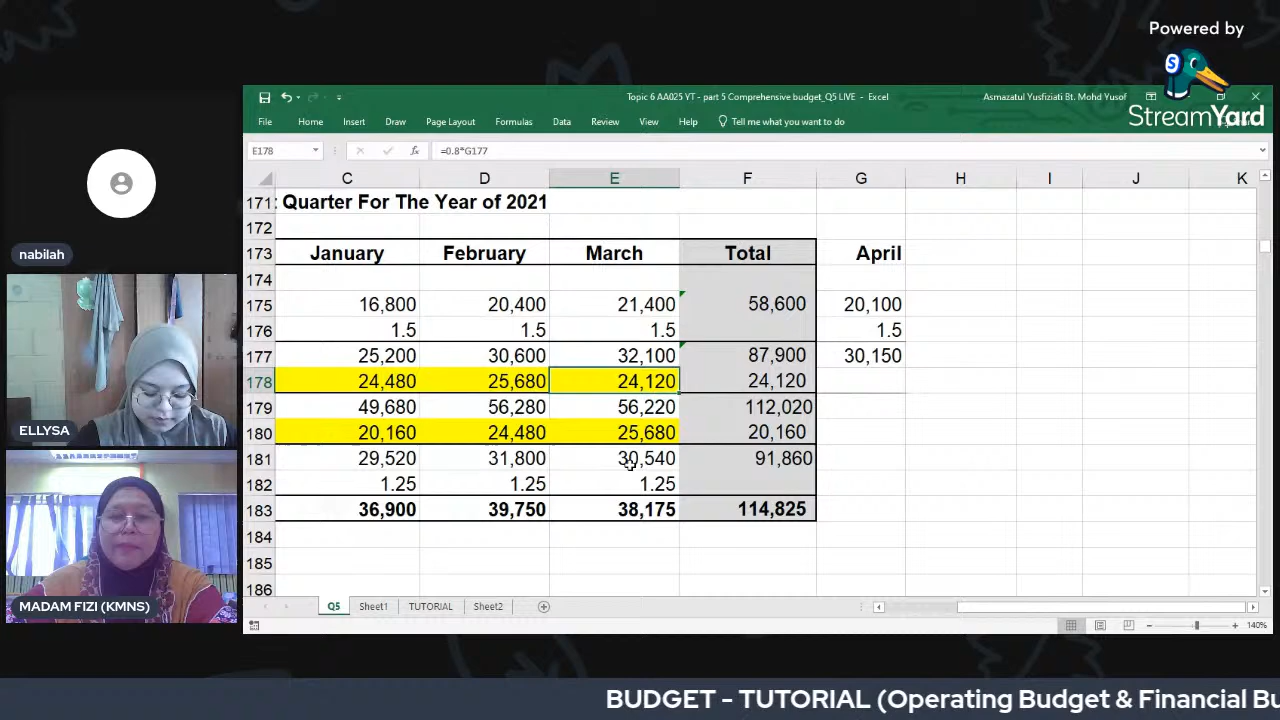 Powered by
StreamYard
Topic 6 AA025 YT - part 5 Comprehensive budget_Q5 LIVE - Excel
Asmazatul Yusfiziati Bt. Mohd Yusof
File Home Insert Draw Page Layout Formulas Data Review View Help Tell me what you want to do
E178 fx =0.8*G177
C D E F G H I J K
171 : Quarter For The Year of 2021
172
173 January February March Total April
174
175 16,800 20,400 21,400 58,600 20,100
176 1.5 1.5 1.5 1.5
177 25,200 30,600 32,100 87,900 30,150
178 24,480 25,680 24,120 24,120
179 49,680 56,280 56,220 112,020
180 20,160 24,480 25,680 20,160
181 29,520 31,800 30,540 91,860
182 1.25 1.25 1.25
183 36,900 39,750 38,175 114,825
184
185
186
Q5 Sheet1 TUTORIAL Sheet2
140%
nabilah
ELLYSA
MADAM FIZI (KMNS)
BUDGET - TUTORIAL (Operating Budget & Financial Bu